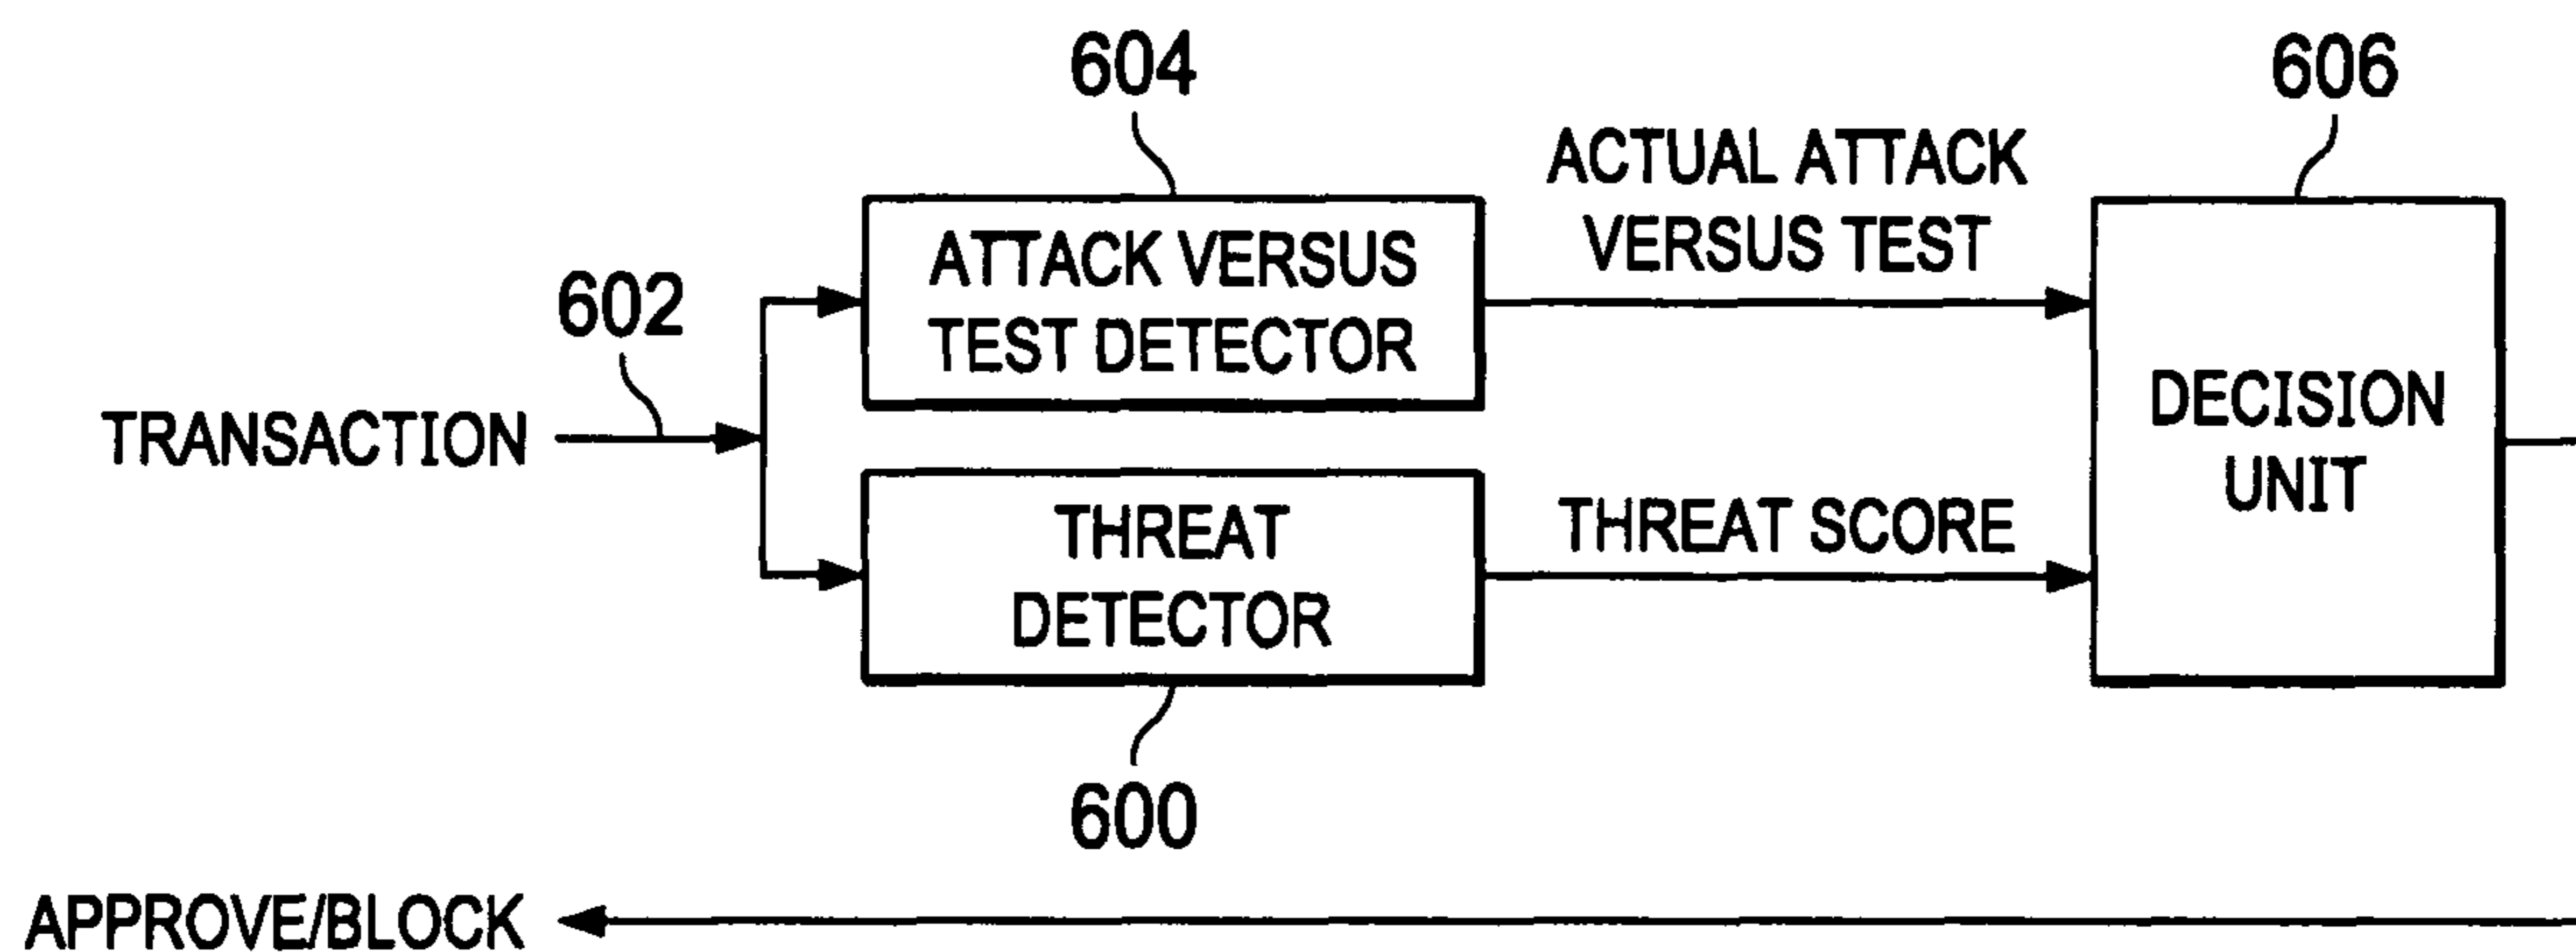 604
606
ACTUAL ATTACK
VERSUS TEST
ATTACK VERSUS
TEST DETECTOR
602
DECISION
UNIT
TRANSACTION
THREAT
DETECTOR
THREAT SCORE
600
APPROVE/BLOCK